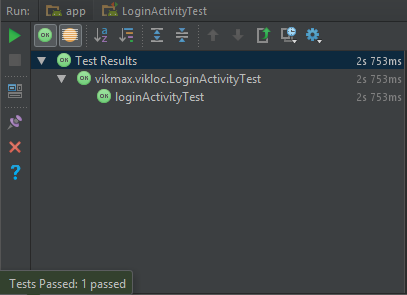 Run: app LoginActivityTest
OK
OK Test Results 2s 753ms
OK vikmax.vikloc.LoginActivityTest 2s 753ms
OK loginActivityTest 2s 753ms
Tests Passed: 1 passed